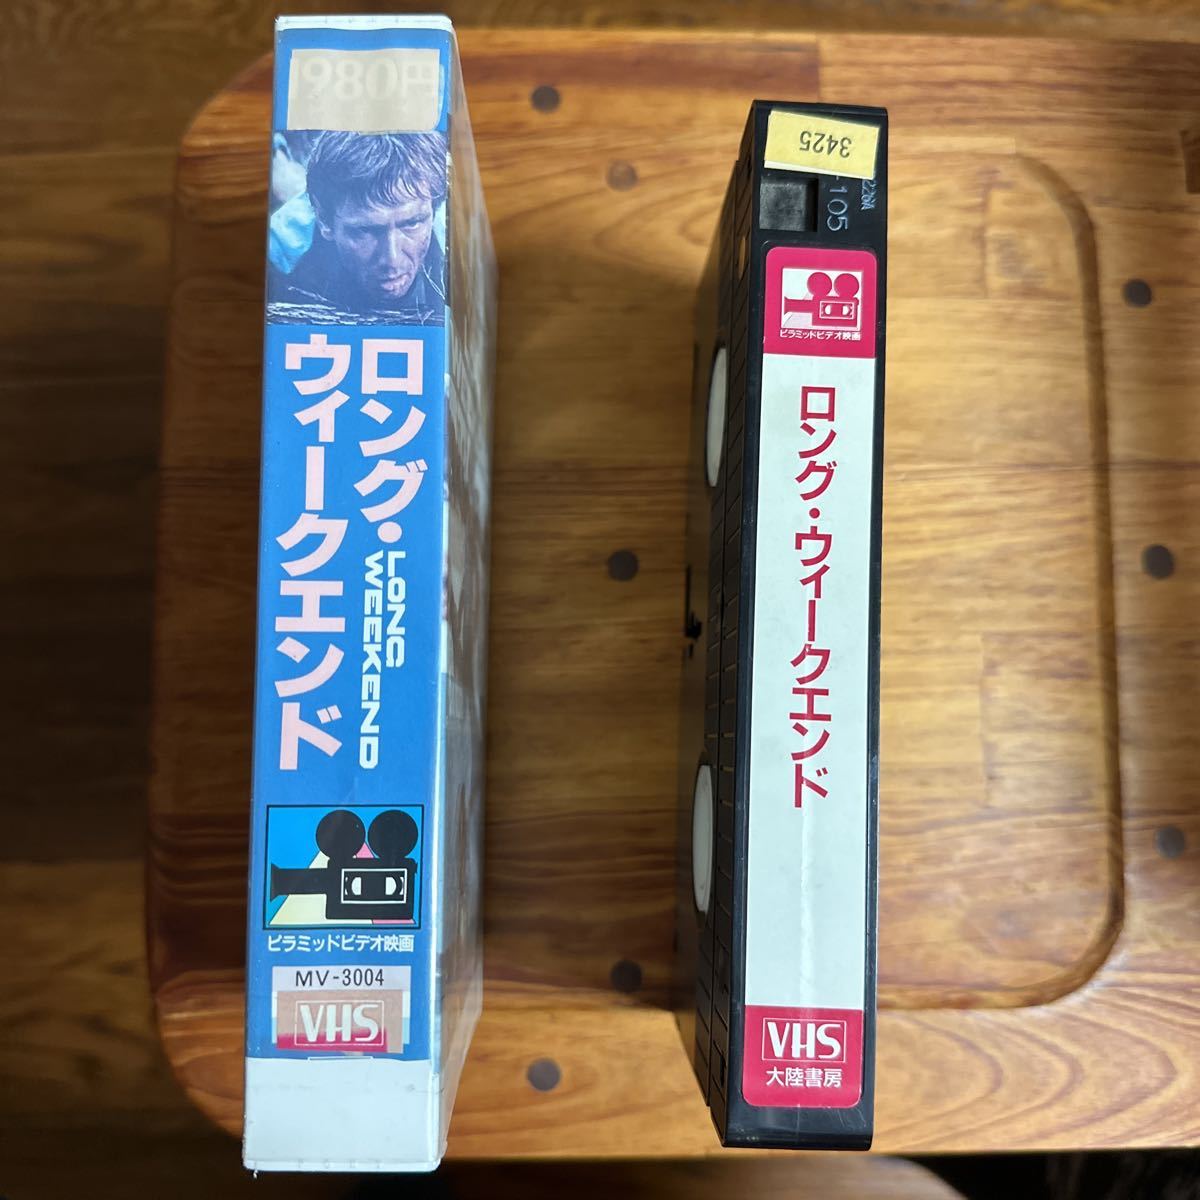 1980円
ロング・
ウィークエンド
LONG
WEEKEND
ピラミッドビデオ映画
MV-3004
VHS
3425
105
226A
ピラミッドビデオ映画
ロング・ウィークエンド
VHS
大陸書房